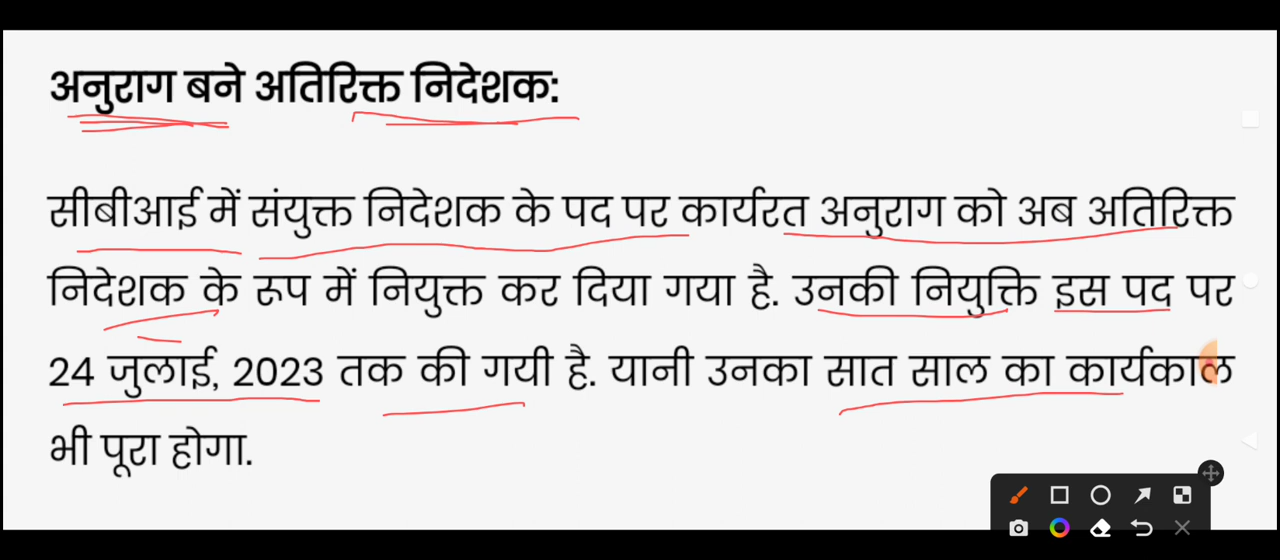 अनुराग बने अतिरिक्त निदेशक:
सीबीआई में संयुक्त निदेशक के पद पर कार्यरत अनुराग को अब अतिरिक्त
निदेशक के रूप में नियुक्त कर दिया गया है. उनकी नियुक्ति इस पद पर
24 जुलाई, 2023 तक की गयी है. यानी उनका सात साल का कार्यकाल
भी पूरा होगा.